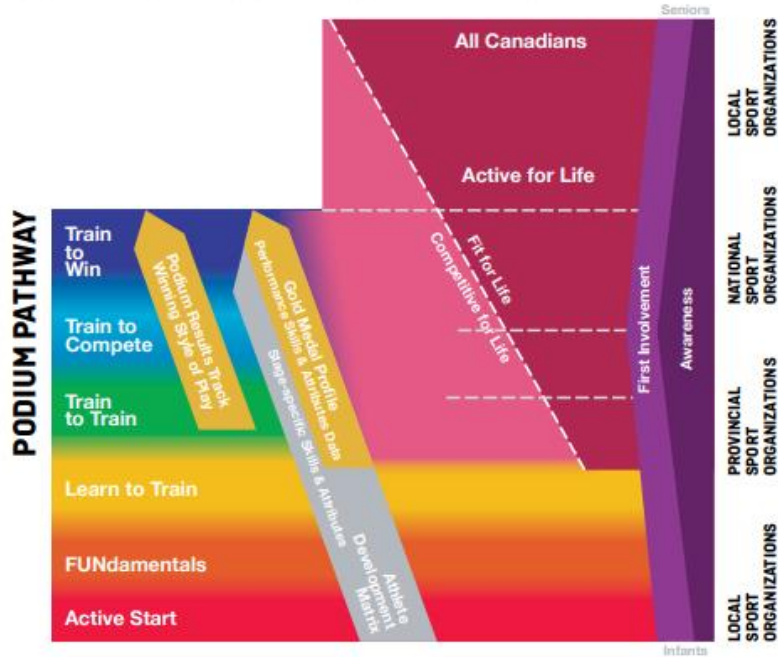 Seniors
All Canadians
Active for Life
PODIUM PATHWAY
Train
to
Win
Train to
Compete
Train
to Train
Learn to Train
FUNdamentals
Active Start
Podium Results Track
Winning Style of Play
Gold Medal Profile
Performance Skills & Attributes Data
Stage-specific Skills & Attributes
Athlete
Development
Matrix
Fit for Life
Competitive for Life
First Involvement
Awareness
LOCAL
SPORT
ORGANIZATIONS
NATIONAL
SPORT
ORGANIZATIONS
PROVINCIAL
SPORT
ORGANIZATIONS
LOCAL
SPORT
ORGANIZATIONS
Infants